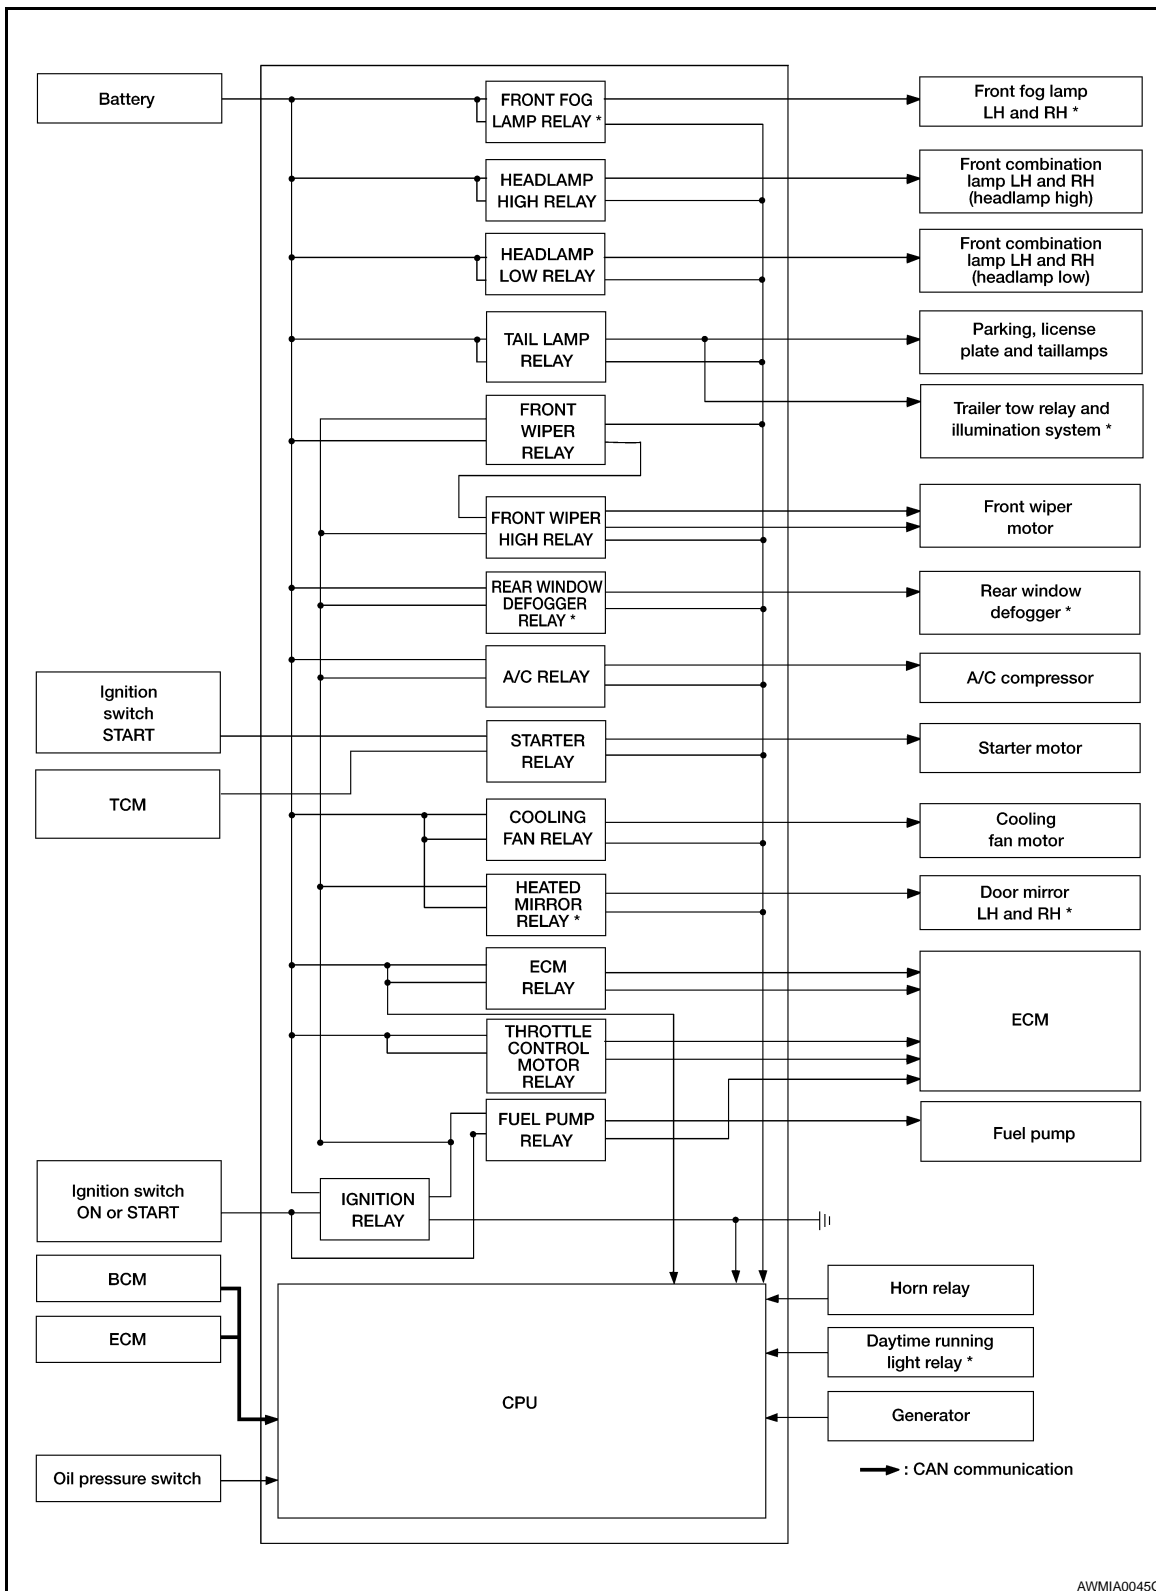 Battery
FRONT FOG
LAMP RELAY *
Front fog lamp
LH and RH *
HEADLAMP
HIGH RELAY
Front combination
lamp LH and RH
(headlamp high)
HEADLAMP
LOW RELAY
Front combination
lamp LH and RH
(headlamp low)
TAIL LAMP
RELAY
Parking, license
plate and taillamps
FRONT
WIPER
RELAY
Trailer tow relay and
illumination system *
FRONT WIPER
HIGH RELAY
Front wiper
motor
REAR WINDOW
DEFOGGER
RELAY *
Rear window
defogger *
A/C RELAY
A/C compressor
Ignition
switch
START
STARTER
RELAY
Starter motor
TCM
COOLING
FAN RELAY
Cooling
fan motor
HEATED
MIRROR
RELAY *
Door mirror
LH and RH *
ECM
RELAY
ECM
THROTTLE
CONTROL
MOTOR
RELAY
FUEL PUMP
RELAY
Fuel pump
Ignition switch
ON or START
IGNITION
RELAY
BCM
ECM
Horn relay
Daytime running
light relay *
CPU
Generator
Oil pressure switch
: CAN communication